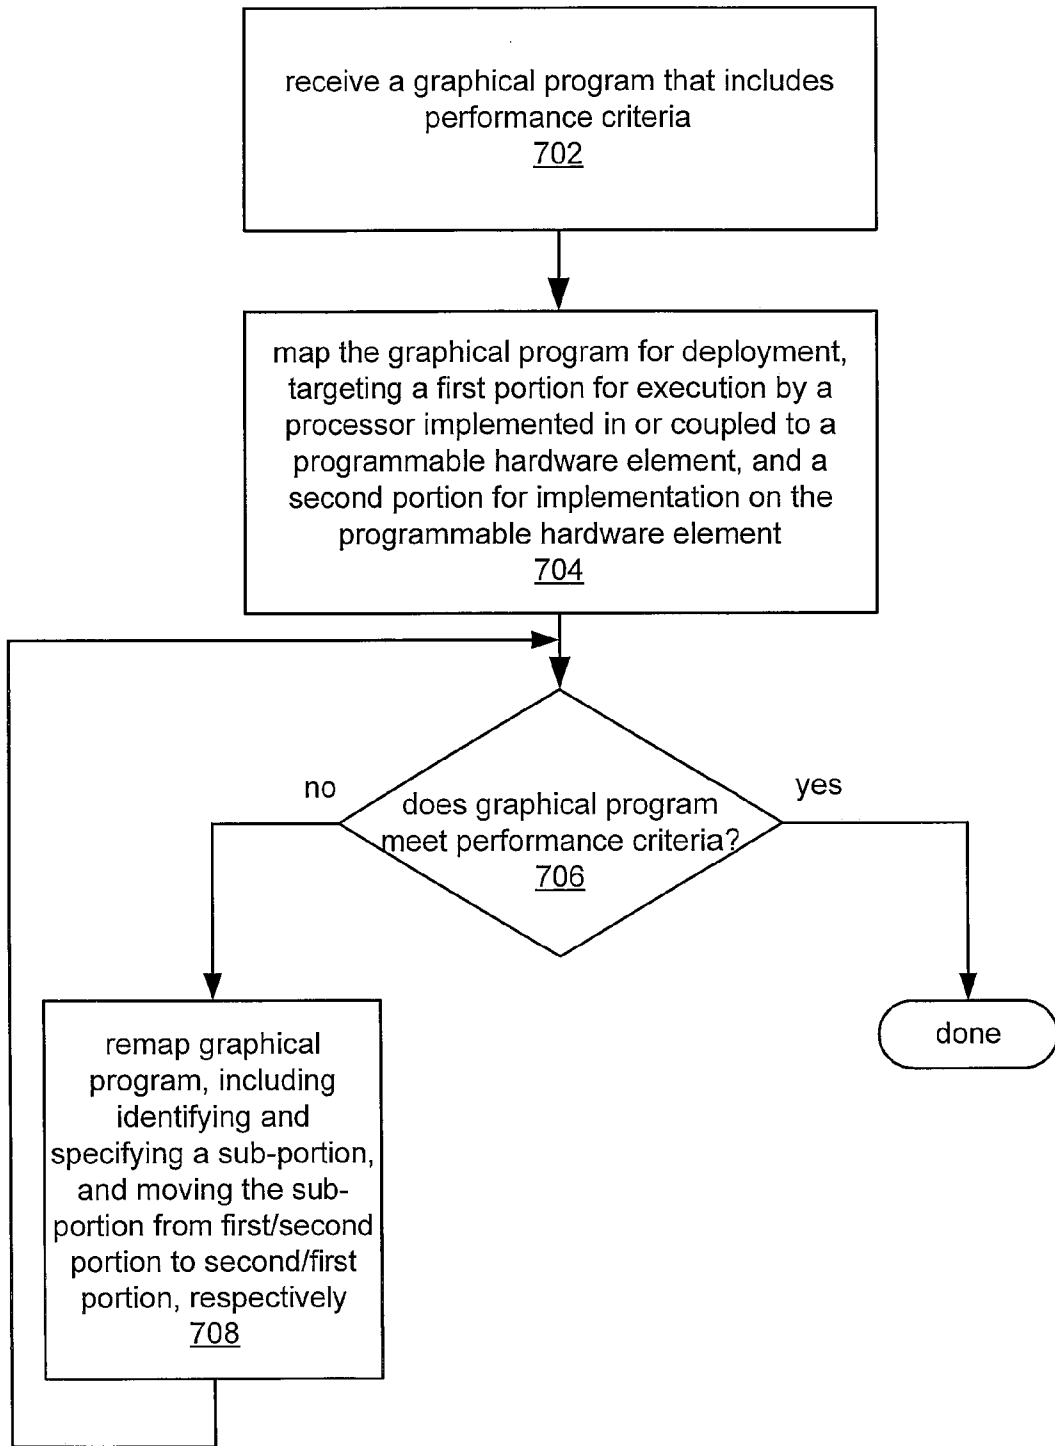 receive a graphical program that includes
performance criteria
702
map the graphical program for deployment,
targeting a first portion for execution by a
processor implemented in or coupled to a
programmable hardware element, and a
second portion for implementation on the
programmable hardware element
704
no
yes
does graphical program
meet performance criteria?
706
remap graphical
program, including
identifying and
specifying a sub-portion,
and moving the sub-
portion from first/second
portion to second/first
portion, respectively
708
done